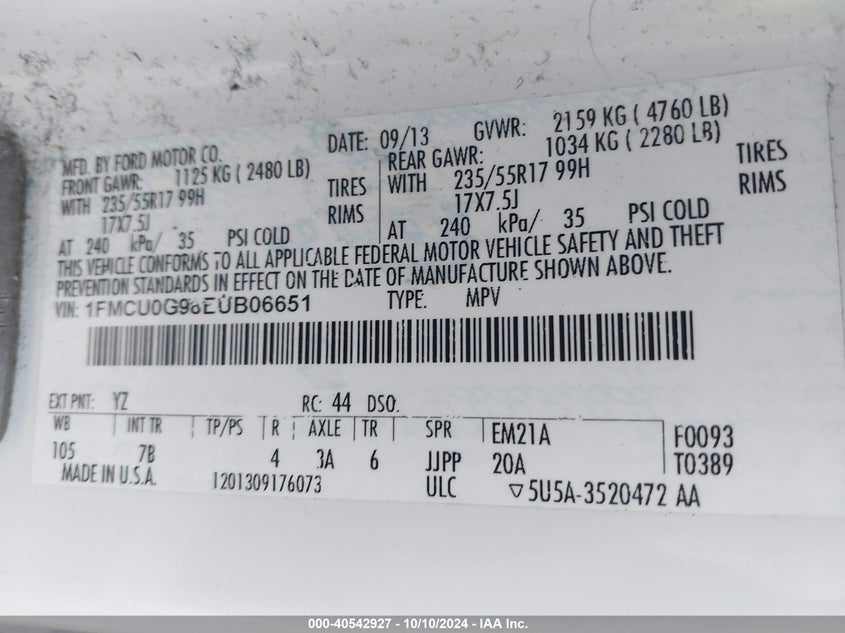 MFD. BY FORD MOTOR CO.
DATE: 09/13 GVWR: 2159 KG ( 4760 LB)
FRONT GAWR: 1125 KG ( 2480 LB)
REAR GAWR: 1034 KG ( 2280 LB)
WITH 235/55R17 99H TIRES
WITH 235/55R17 99H TIRES
17X7.5J RIMS
17X7.5J RIMS
AT 240 kPa/ 35 PSI COLD
AT 240 kPa/ 35 PSI COLD
THIS VEHICLE CONFORMS TO ALL APPLICABLE FEDERAL MOTOR VEHICLE SAFETY AND THEFT
PREVENTION STANDARDS IN EFFECT ON THE DATE OF MANUFACTURE SHOWN ABOVE.
VIN: 1FMCU0G98EUB06651 TYPE: MPV
EXT PNT: YZ RC: 44 DSO:
WB INT TR TP/PS R AXLE TR SPR EM21A F0093
105 7B 4 3A 6 JJPP 20A T0389
MADE IN U.S.A. 1201309176073 ULC ▽5U5A-3520472 AA
000-40542927 - 10/10/2024 - IAA Inc.